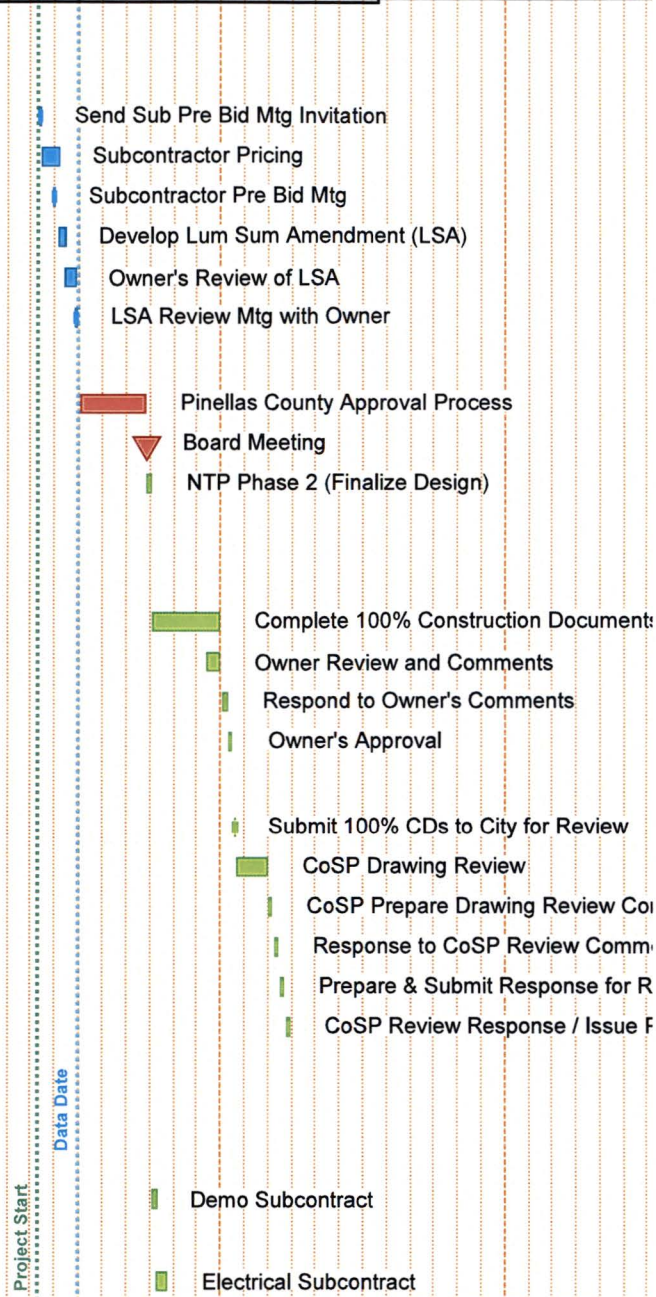 Send Sub Pre Bid Mtg Invitation
Subcontractor Pricing
Subcontractor Pre Bid Mtg
Develop Lum Sum Amendment (LSA)
Owner's Review of LSA
LSA Review Mtg with Owner
Pinellas County Approval Process
Board Meeting
NTP Phase 2 (Finalize Design)
Complete 100% Construction Documents
Owner Review and Comments
Respond to Owner's Comments
Owner's Approval
Submit 100% CDs to City for Review
CoSP Drawing Review
CoSP Prepare Drawing Review
Response to CoSP Review
Prepare & Submit Response for
CoSP Review Response / Issue
Data Date
Project Start
Demo Subcontract
Electrical Subcontract